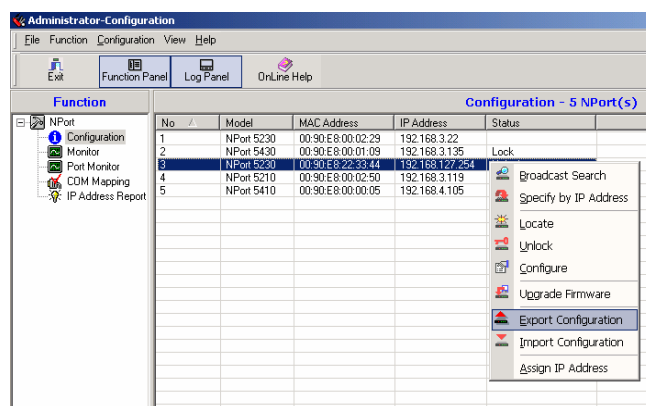 Administrator-Configuration
File Function Configuration View Help
Exit Function Panel Log Panel OnLine Help
Function
Configuration - 5 NPort(s)
NPort
Configuration
Monitor
Port Monitor
COM Mapping
IP Address Report
No Model MAC Address IP Address Status
1 NPort 5230 00:90:E8:00:02:29 192.168.3.22
2 NPort 5430 00:90:E8:00:01:09 192.168.3.135 Lock
3 NPort 5230 00:90:E8:22:33:44 192.168.127.254
4 NPort 5210 00:90:E8:00:02:50 192.168.3.119
5 NPort 5410 00:90:E8:00:00:05 192.168.4.105
Broadcast Search
Specify by IP Address
Locate
Unlock
Configure
Upgrade Firmware
Export Configuration
Import Configuration
Assign IP Address